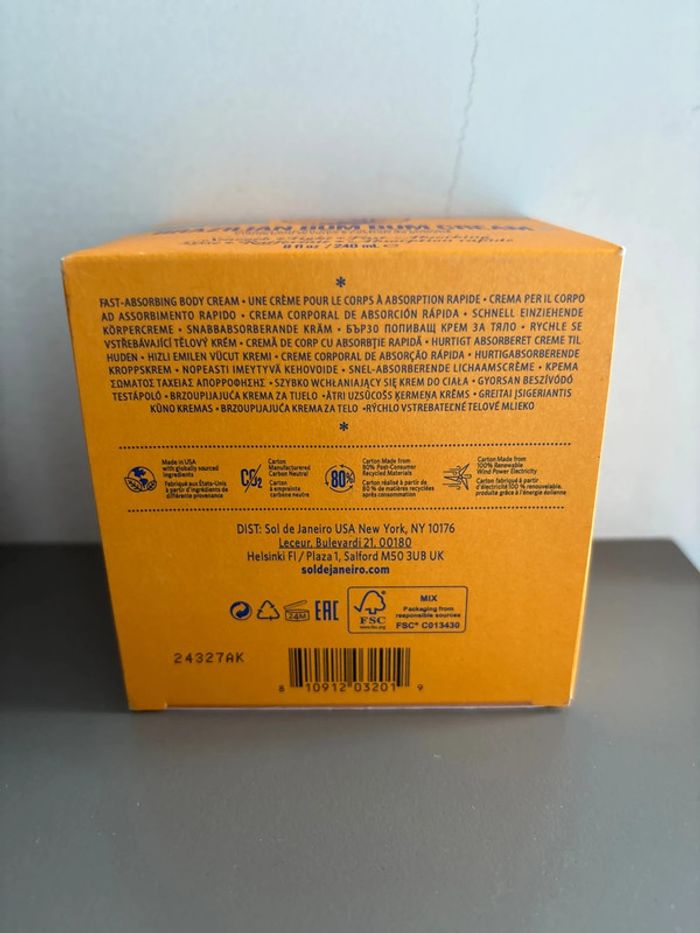 BRAZILIAN BUM BUM CREAM
8 fl oz / 240 mL ℮
*
FAST-ABSORBING BODY CREAM • UNE CRÈME POUR LE CORPS À ABSORPTION RAPIDE • CREMA PER IL CORPO
AD ASSORBIMENTO RAPIDO • CREMA CORPORAL DE ABSORCIÓN RÁPIDA • SCHNELL EINZIEHENDE
KÖRPERCREME • SNABBABSORBERANDE KRÄM • БЪРЗО ПОПИВАЩ КРЕМ ЗА ТЯЛО • RYCHLE SE
VSTŘEBÁVAJÍCÍ TĚLOVÝ KRÉM • CREMĂ DE CORP CU ABSORBȚIE RAPIDĂ • HURTIGT ABSORBERET CREME TIL
HUDEN • HIZLI EMILEN VÜCUT KREMI • CREME CORPORAL DE ABSORÇÃO RÁPIDA • HURTIGABSORBERENDE
KROPPSKREM • NOPEASTI IMEYTYVÄ KEHOVOIDE • SNEL-ABSORBERENDE LICHAAMSCRÈME • ΚΡΕΜΑ
ΣΩΜΑΤΟΣ ΤΑΧΕΙΑΣ ΑΠΟΡΡΟΦΗΣΗΣ • SZYBKO WCHŁANIAJĄCY SIĘ KREM DO CIAŁA • GYORSAN BESZÍVÓDÓ
TESTÁPOLÓ • BRZOUPIJAJUĆA KREMA ZA TIJELO •ĀTRI UZSŪCOŠS ĶERMEŅA KRĒMS • GREITAI ĮSIGERIANTIS
KŪNO KREMAS • BRZOUPIJAJUĆA KREMA ZA TELO •RÝCHLO VSTREBATEĽNÉ TELOVÉ MLIEKO
*
Made in USA
with globally sourced
ingredients
Fabriqué aux États-Unis
à partir d'ingrédients de
différente provenance
CO2
Carton
Manufactured
Carbon Neutral
Carton
à empreinte
carbone neutre
80%
Carton Made from
80% Post-Consumer
Recycled Materials
Carton réalisé à partir de
80 % de matières recyclées
après consommation
Carton Made from
100% Renewable
Wind Power Electricity
Carton fabriqué à partir
d'électricité 100 % renouvelable,
produite grâce à l'énergie éolienne
DIST: Sol de Janeiro USA New York, NY 10176
Leceur, Bulevardi 21, 00180
Helsinki FI / Plaza 1, Salford M50 3UB UK
soldejaneiro.com
24M
EAC
FSC
www.fsc.org
MIX
Packaging from
responsible sources
FSC® C013430
24327AK
8 10912 03201 9